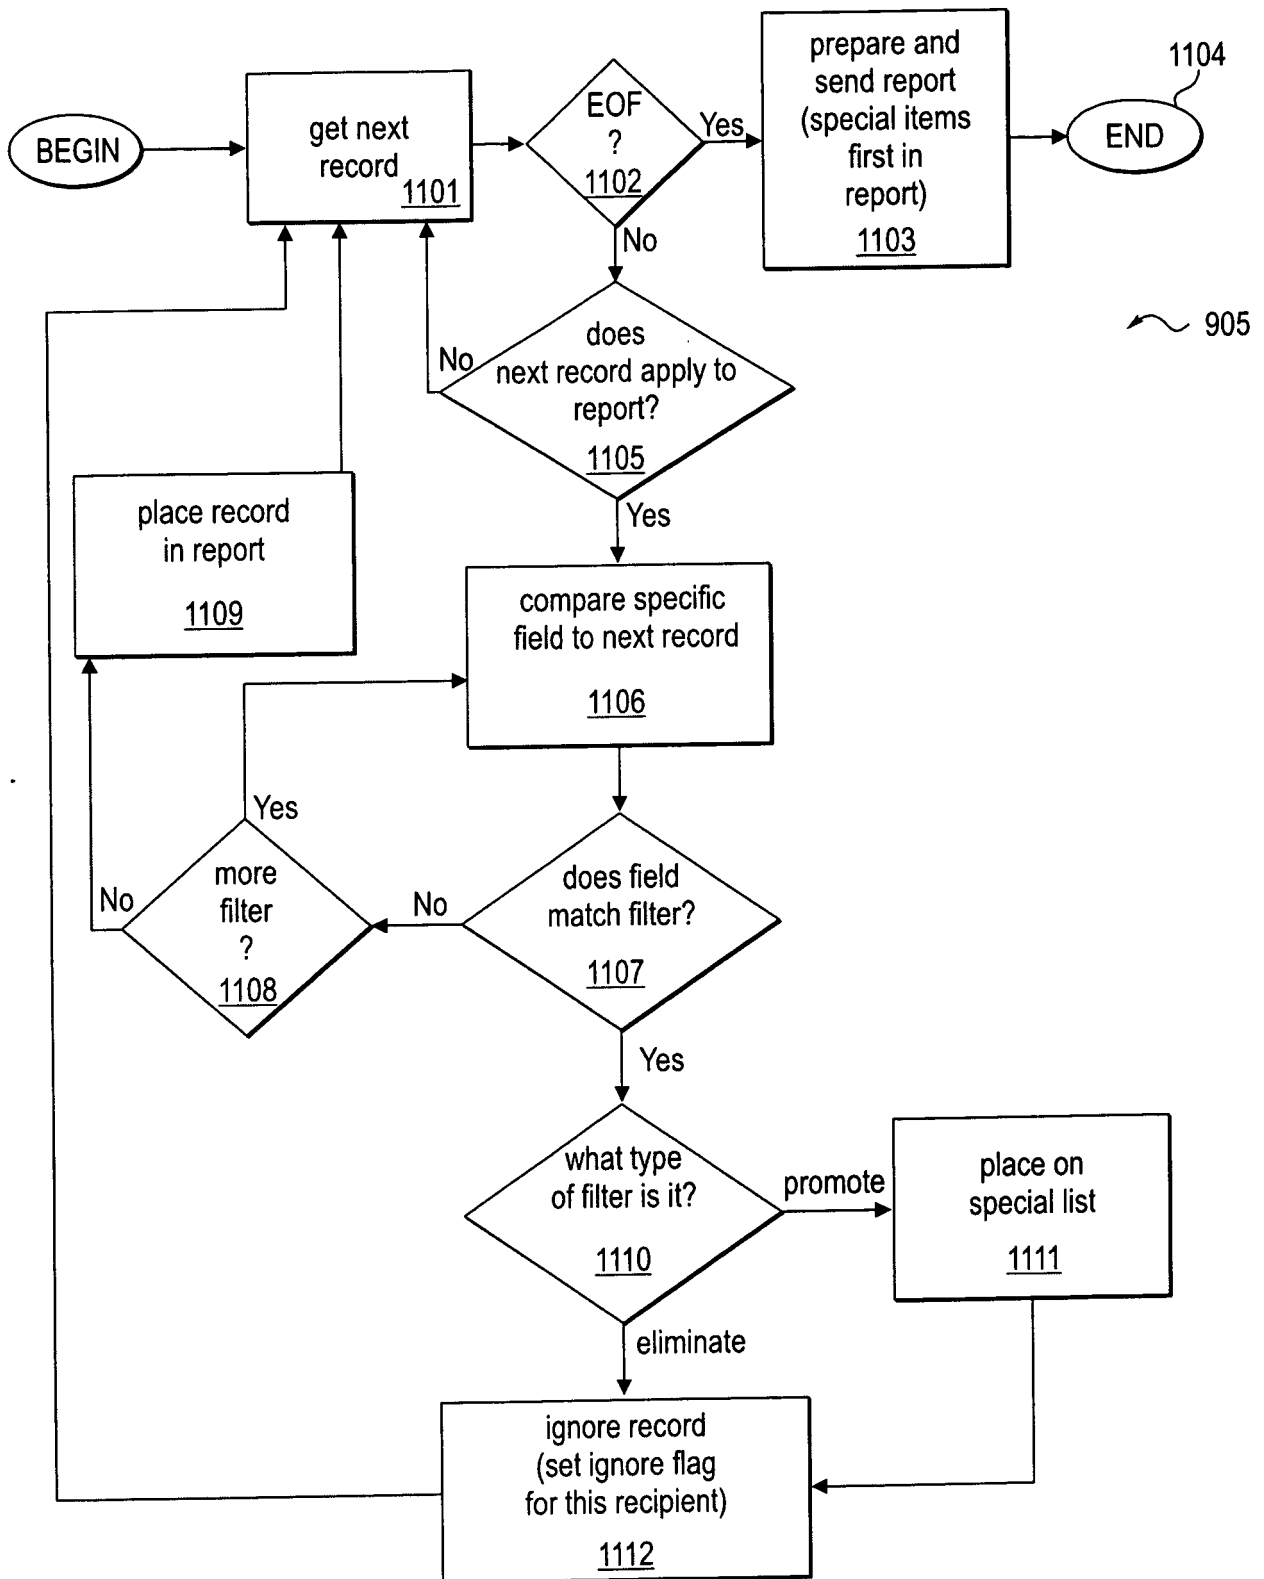 BEGIN
get next
record
1101
EOF
?
1102
Yes
No
prepare and
send report
(special items
first in
report)
1103
1104
END
905
does
next record apply to
report?
1105
No
Yes
place record
in report
1109
compare specific
field to next record
1106
Yes
more
filter
?
1108
No
No
does field
match filter?
1107
Yes
what type
of filter is it?
1110
promote
place on
special list
1111
eliminate
ignore record
(set ignore flag
for this recipient)
1112